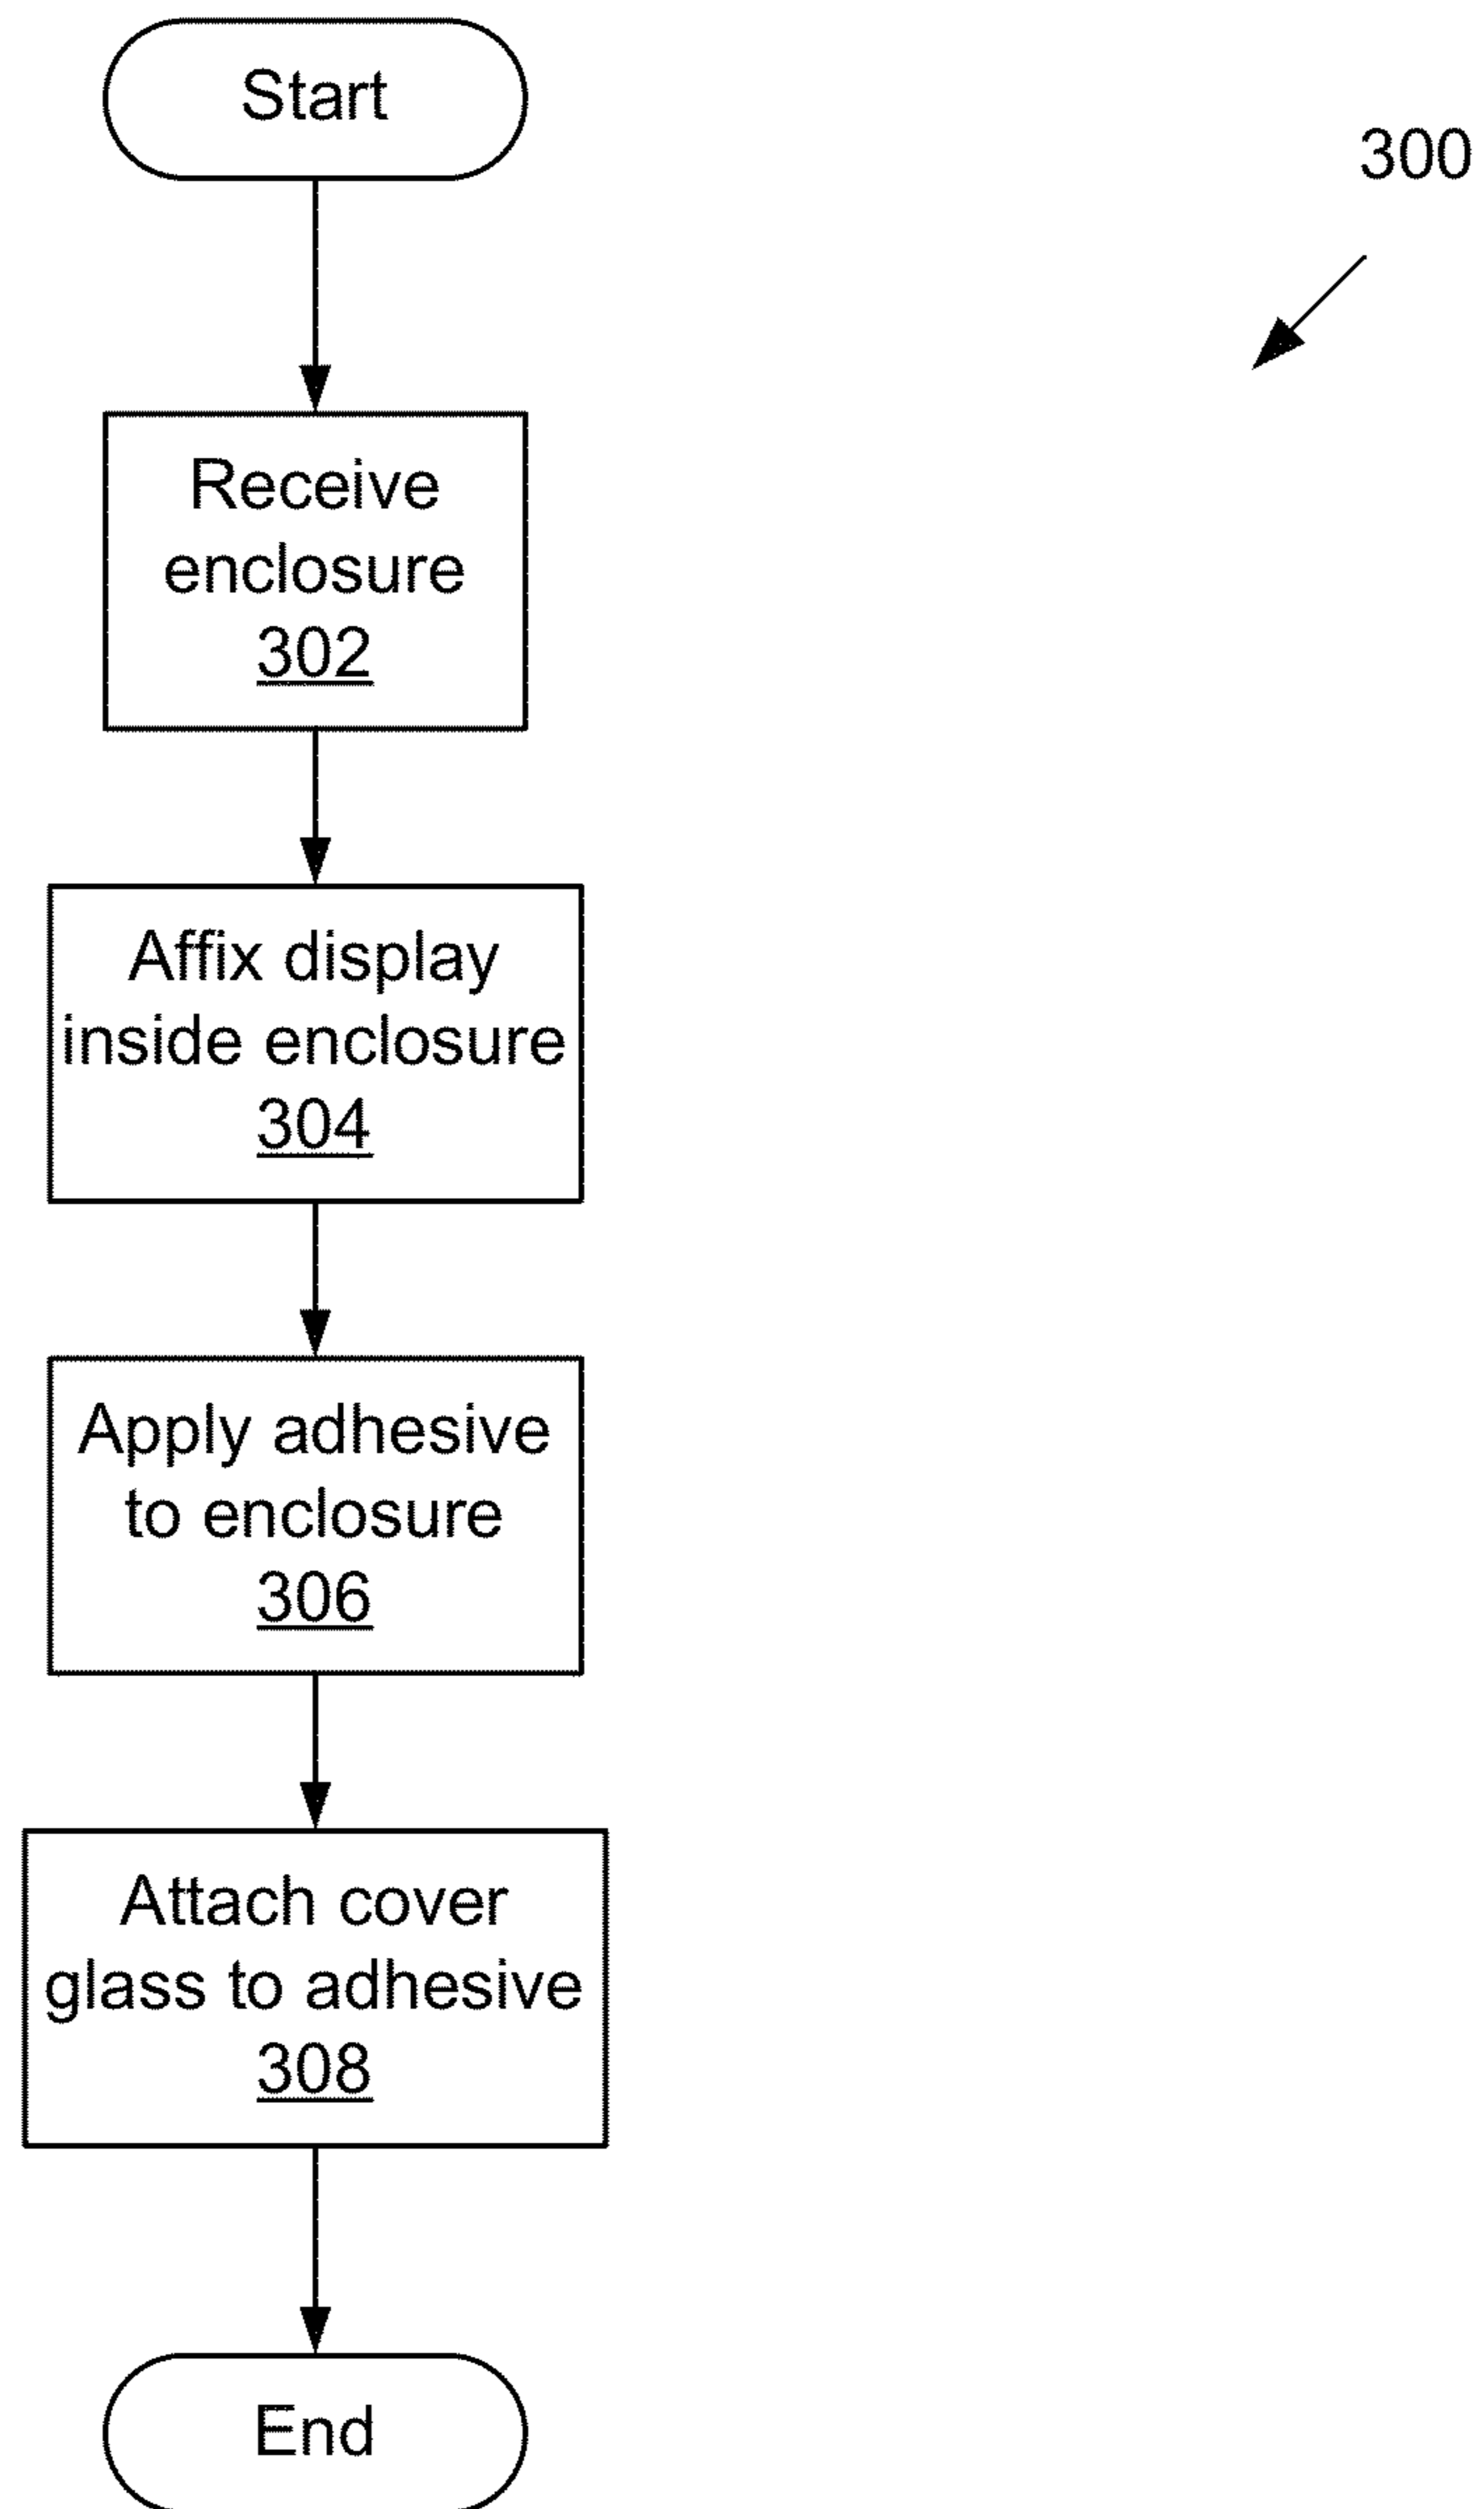 Start
300
Receive
enclosure
302
Affix display
inside enclosure
304
Apply adhesive
to enclosure
306
Attach cover
glass to adhesive
308
End